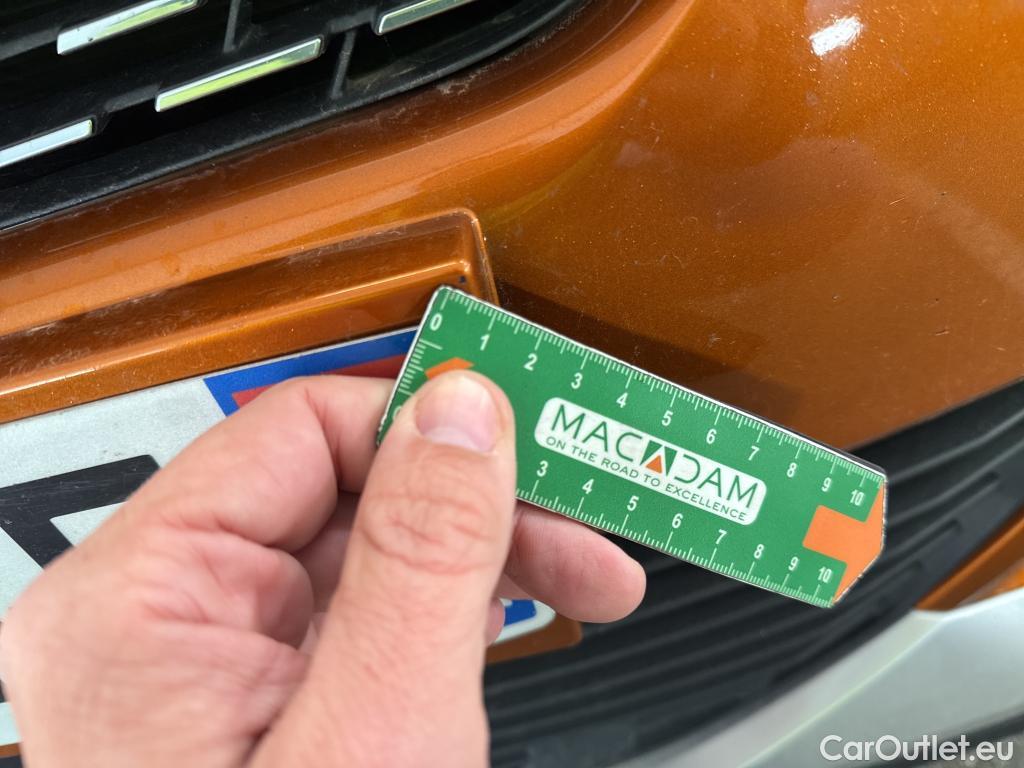 0 1 2 3 4 5 6 7 8 9 10
MACADAM
ON THE ROAD TO EXCELLENCE
3 4 5 6 7 8 9 10
CarOutlet.eu